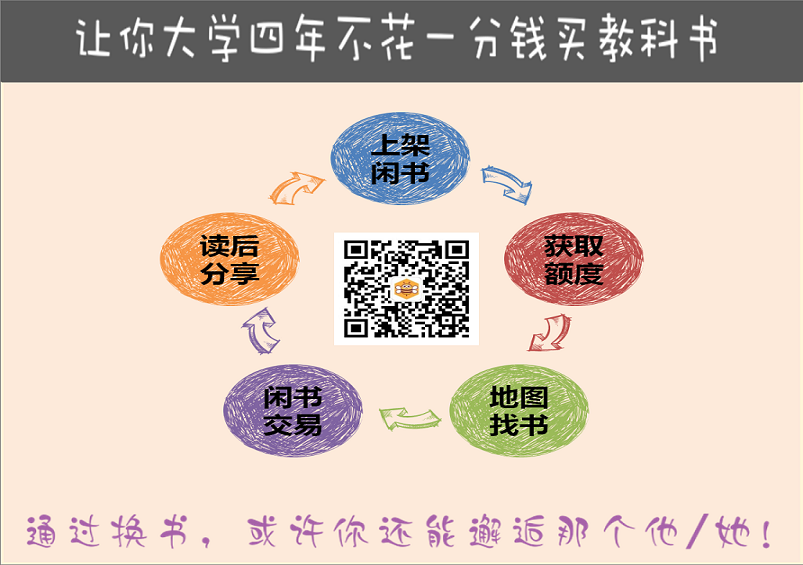 让你大学四年不花一分钱买教科书
上架
闲书
读后
分享
获取
额度
闲书
交易
地图
找书
通过换书，或许你还能邂逅那个他/她！